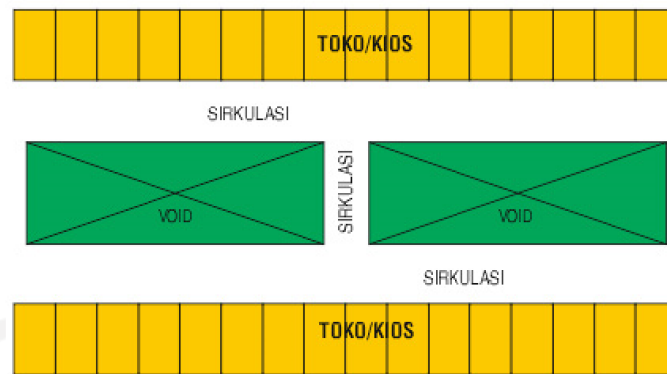 TOKO/KIOS
SIRKULASI
SIRKULASI
VOID
VOID
SIRKULASI
TOKO/KIOS